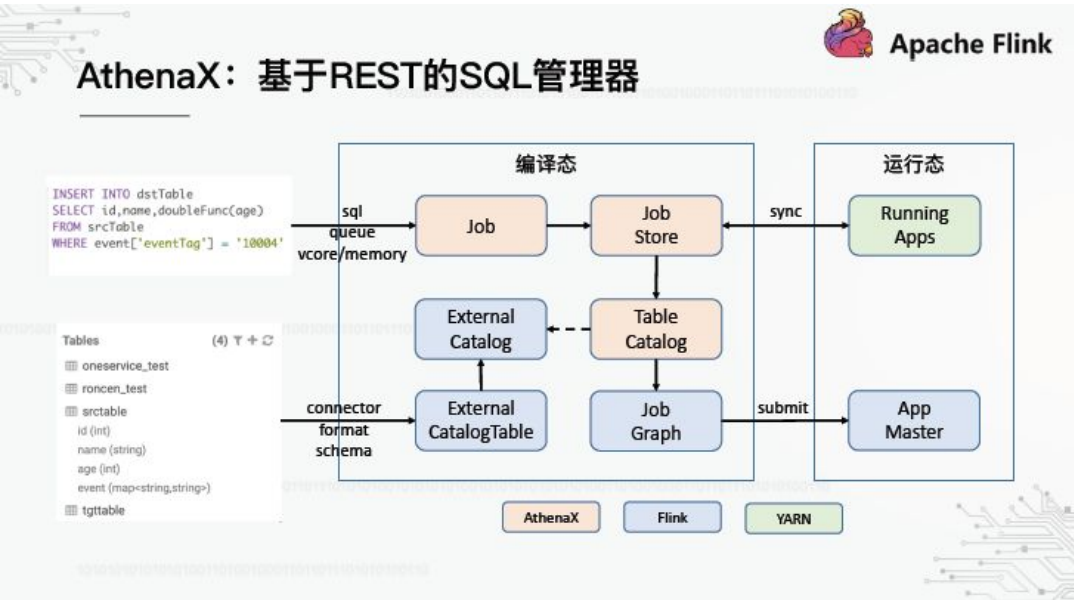 Apache Flink
AthenaX：基于REST的SQL管理器
编译态
运行态
INSERT INTO dstTable
SELECT id,name,doubleFunc(age)
FROM srcTable
WHERE event['eventTag'] = '10004'
sql
queue
vcore/memory
Job
Job
Store
sync
Running
Apps
External
Catalog
Table
Catalog
Tables (4)
oneservice_test
roncen_test
srctable
id (int)
name (string)
age (int)
event (map<string,string>)
tgttable
connector
format
schema
External
CatalogTable
Job
Graph
submit
App
Master
AthenaX
Flink
YARN